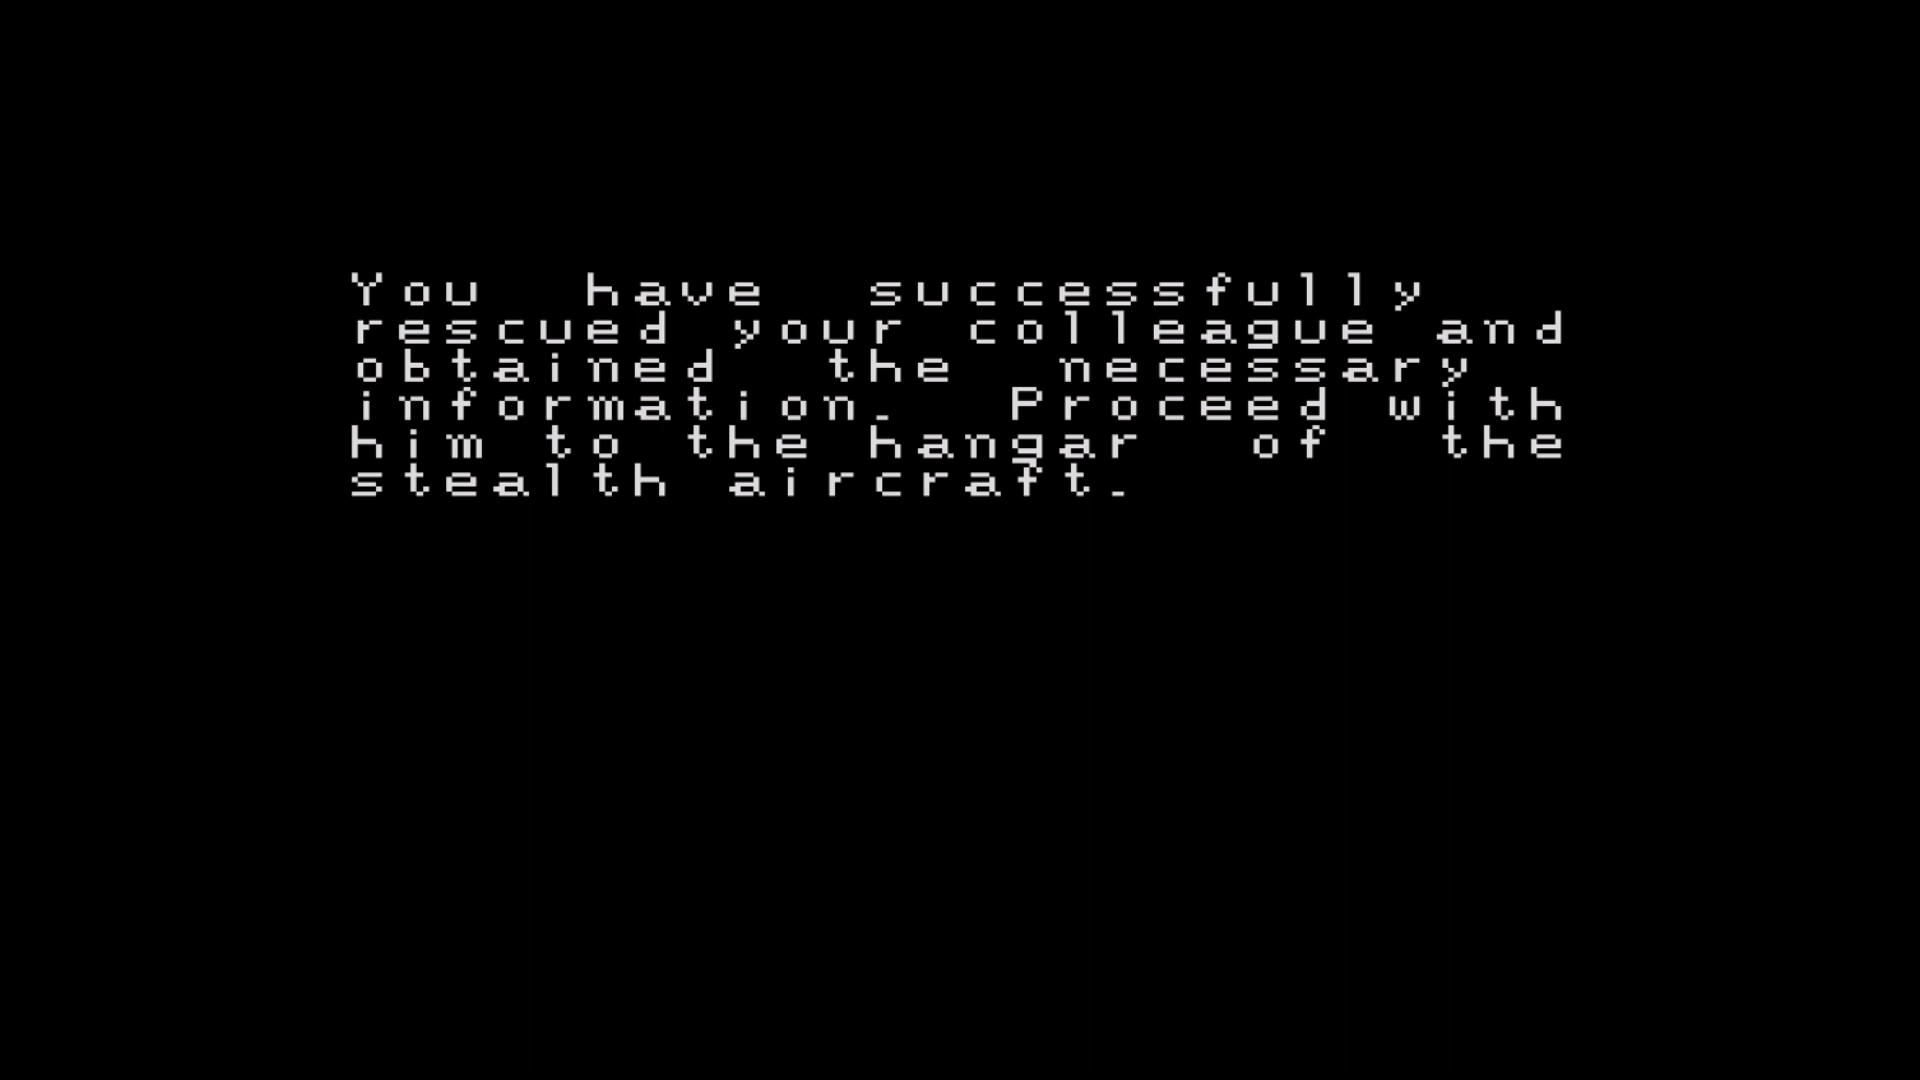 You have successfully
rescued your colleague and
obtained the necessary
information. Proceed with
him to the hangar of the
stealth aircraft.